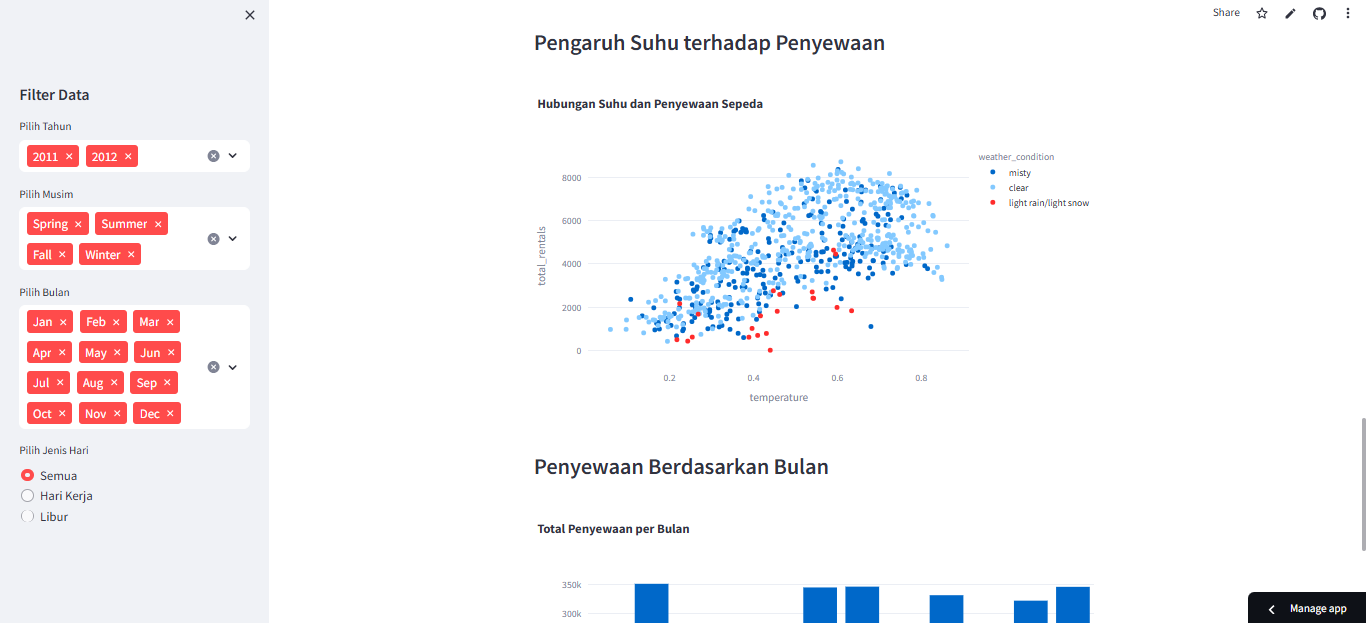 Share
Filter Data
Pilih Tahun
2011 2012
Pilih Musim
Spring Summer
Fall Winter
Pilih Bulan
Jan Feb Mar
Apr May Jun
Jul Aug Sep
Oct Nov Dec
Pilih Jenis Hari
Semua
Hari Kerja
Libur
Pengaruh Suhu terhadap Penyewaan
Hubungan Suhu dan Penyewaan Sepeda
weather_condition
misty
clear
light rain/light snow
total_rentals
8000
6000
4000
2000
0
0.2 0.4 0.6 0.8
temperature
Penyewaan Berdasarkan Bulan
Total Penyewaan per Bulan
350k
300k
Manage app